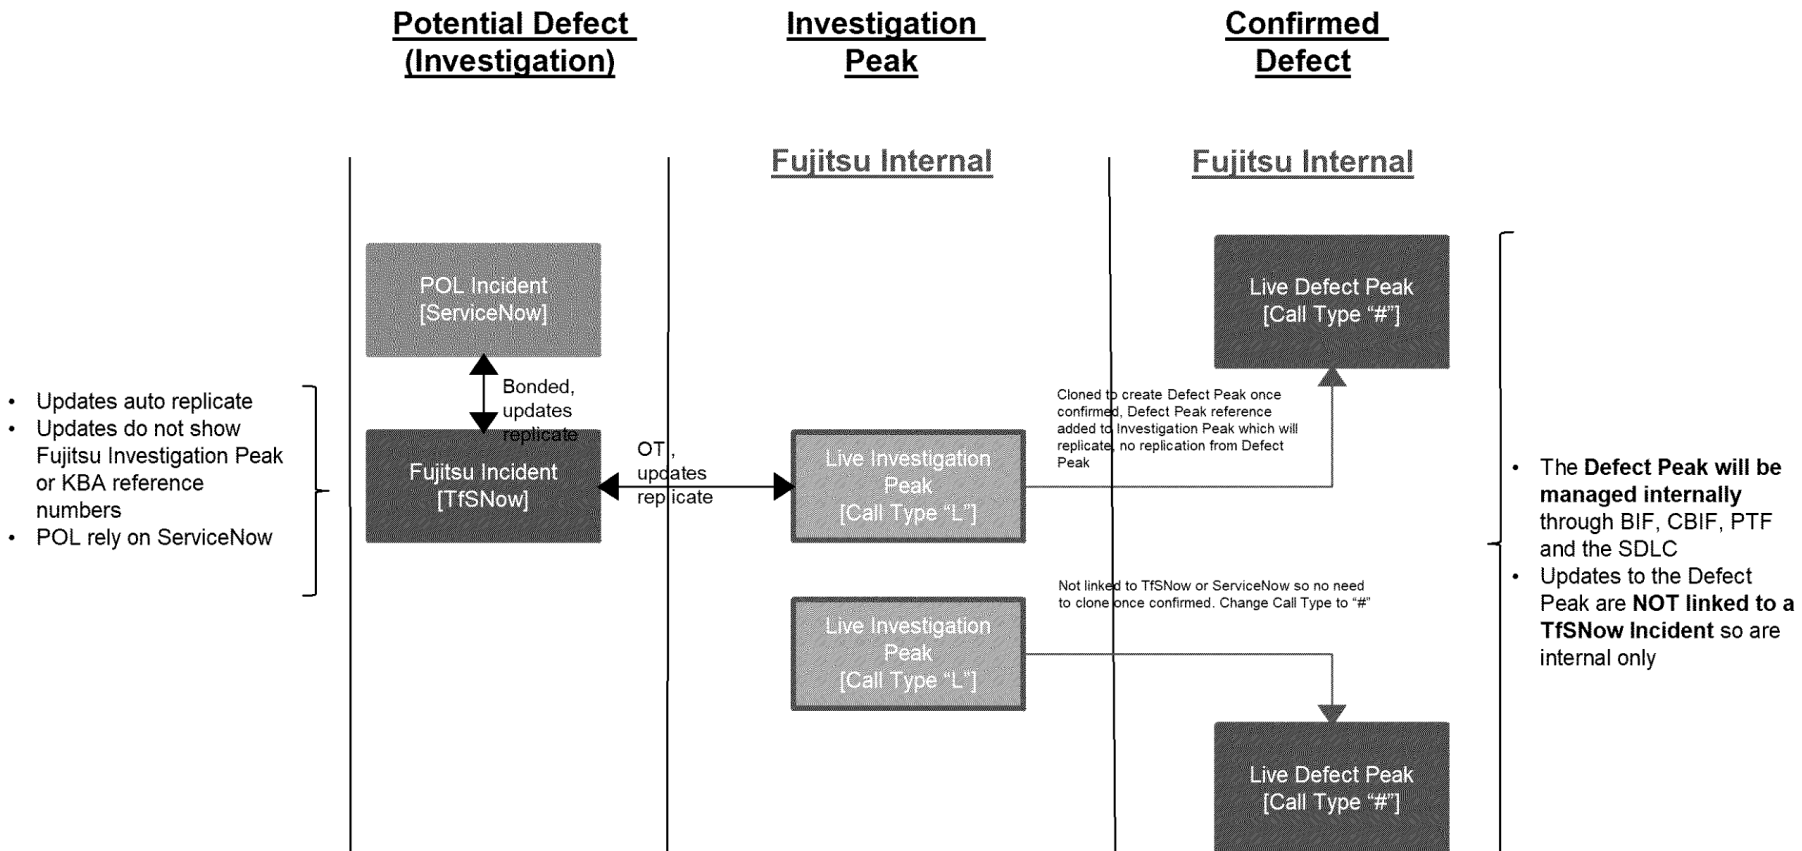 Potential Defect
(Investigation)
Investigation
Peak
Confirmed
Defect
Fujitsu Internal
Fujitsu Internal
POL Incident
[ServiceNow]
Bonded,
updates
replicate
Fujitsu Incident
[TfSNow]
• Updates auto replicate
• Updates do not show
Fujitsu Investigation Peak
or KBA reference
numbers
• POL rely on ServiceNow
OTI,
updates
replicate
Live Investigation
Peak
[Call Type “L”]
Cloned to create Defect Peak once
confirmed, Defect Peak reference
added to Investigation Peak which will
replicate, no replication from Defect
Peak
Live Defect Peak
[Call Type “#”]
Live Investigation
Peak
[Call Type “L”]
Not linked to TfSNow or ServiceNow so no need
to clone once confirmed. Change Call Type to “#”
Live Defect Peak
[Call Type “#”]
• The Defect Peak will be
managed internally
through BIF, CBIF, PTF
and the SDLC
• Updates to the Defect
Peak are NOT linked to a
TfSNow Incident so are
internal only